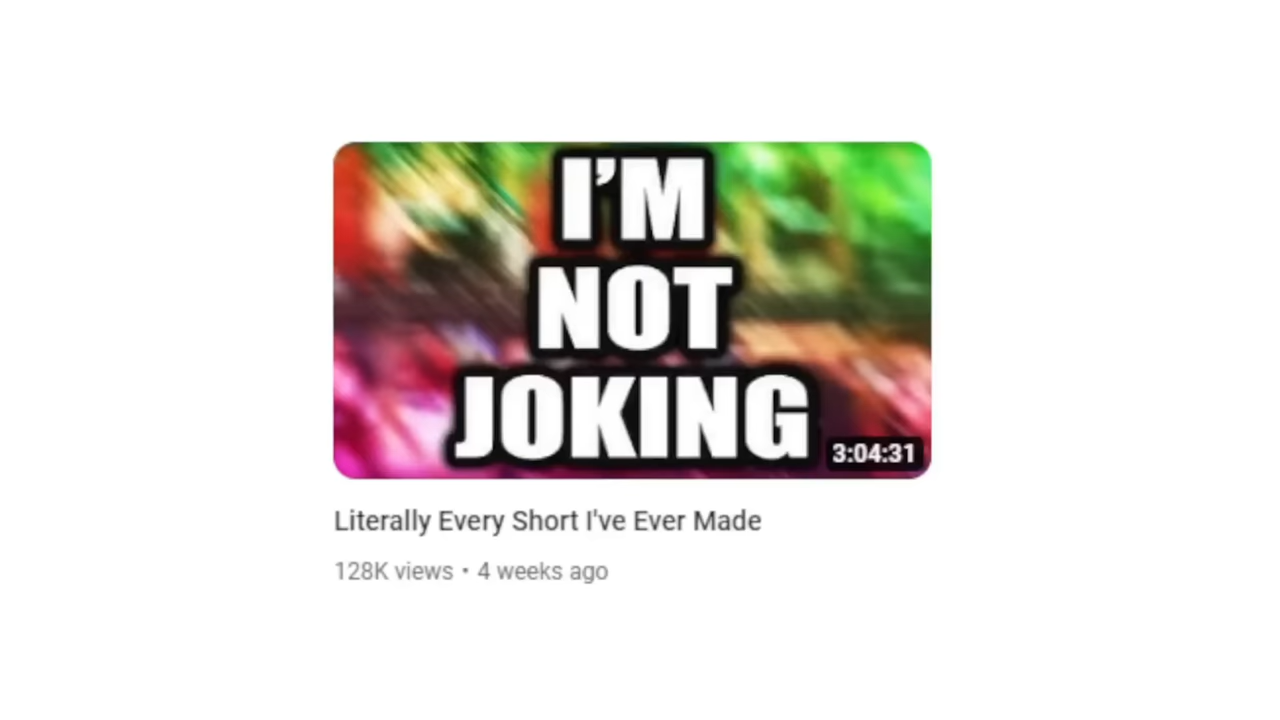 I'M
NOT
JOKING
3:04:31
Literally Every Short I've Ever Made
128K views • 4 weeks ago